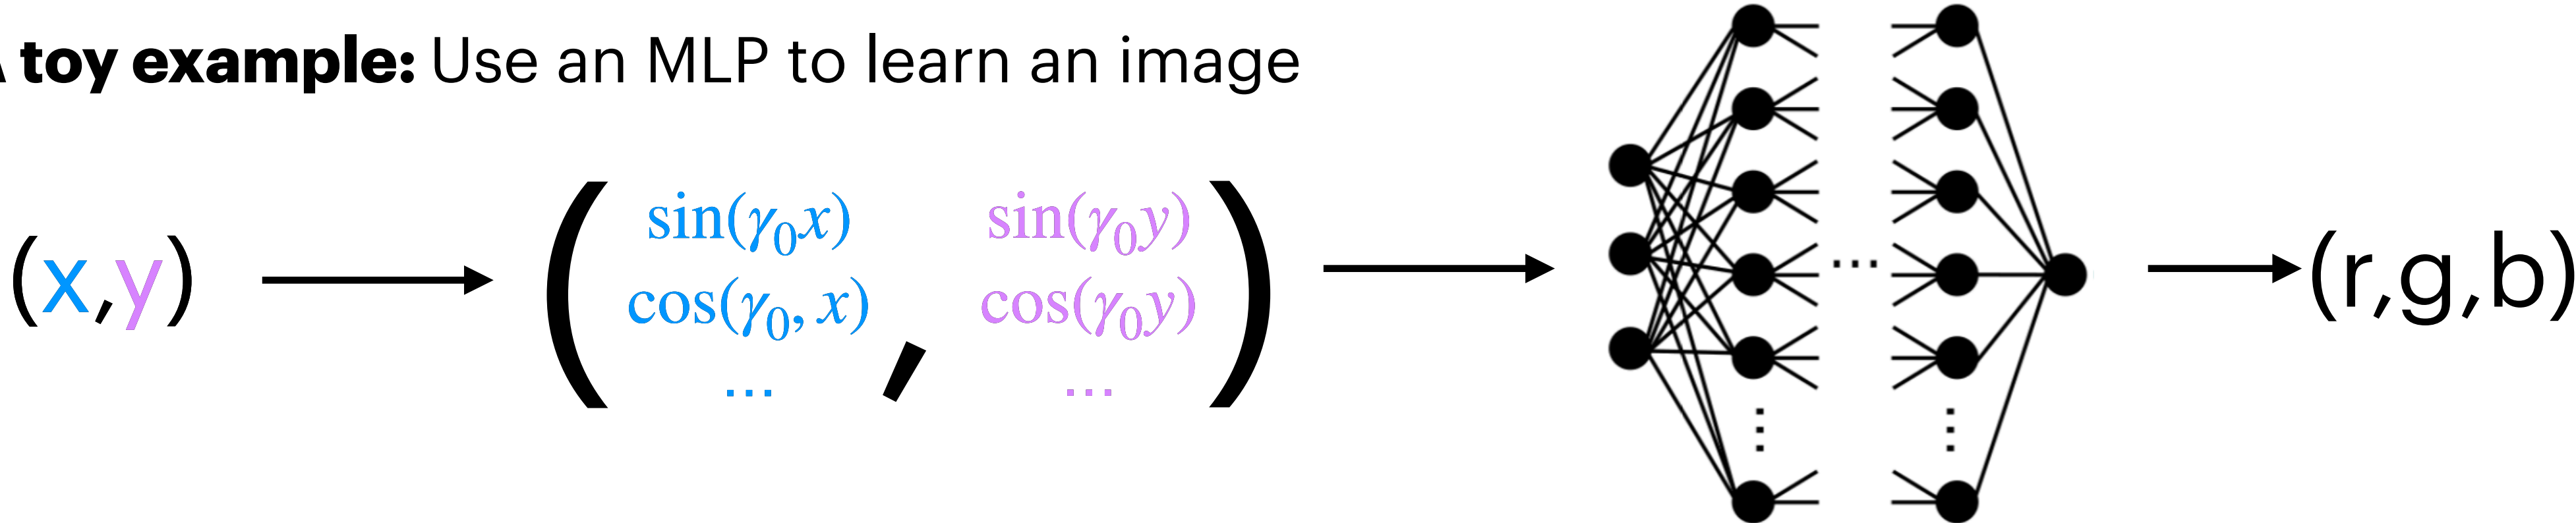 A toy example: Use an MLP to learn an image
(x,y)
( sin(γ₀x) , sin(γ₀y) )
cos(γ₀, x) cos(γ₀y)
... ...
...
(r,g,b)